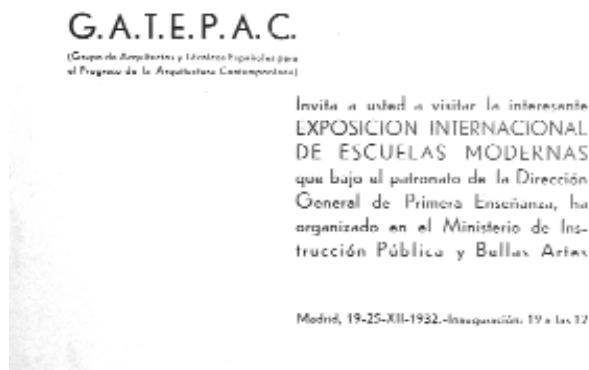 G.A.T.E.P.A.C.
(Grupo de Arquitectos y Técnicos Españoles para
el Progreso de la Arquitectura Contemporánea)
Invita a usted a visitar la interesante
EXPOSICION INTERNACIONAL
DE ESCUELAS MODERNAS
que bajo el patronato de la Dirección
General de Primera Enseñanza, ha
organizado en el Ministerio de Ins-
trucción Pública y Bellas Artes
Madrid, 19-25-XII-1932.-Inauguración: 19 a las 12